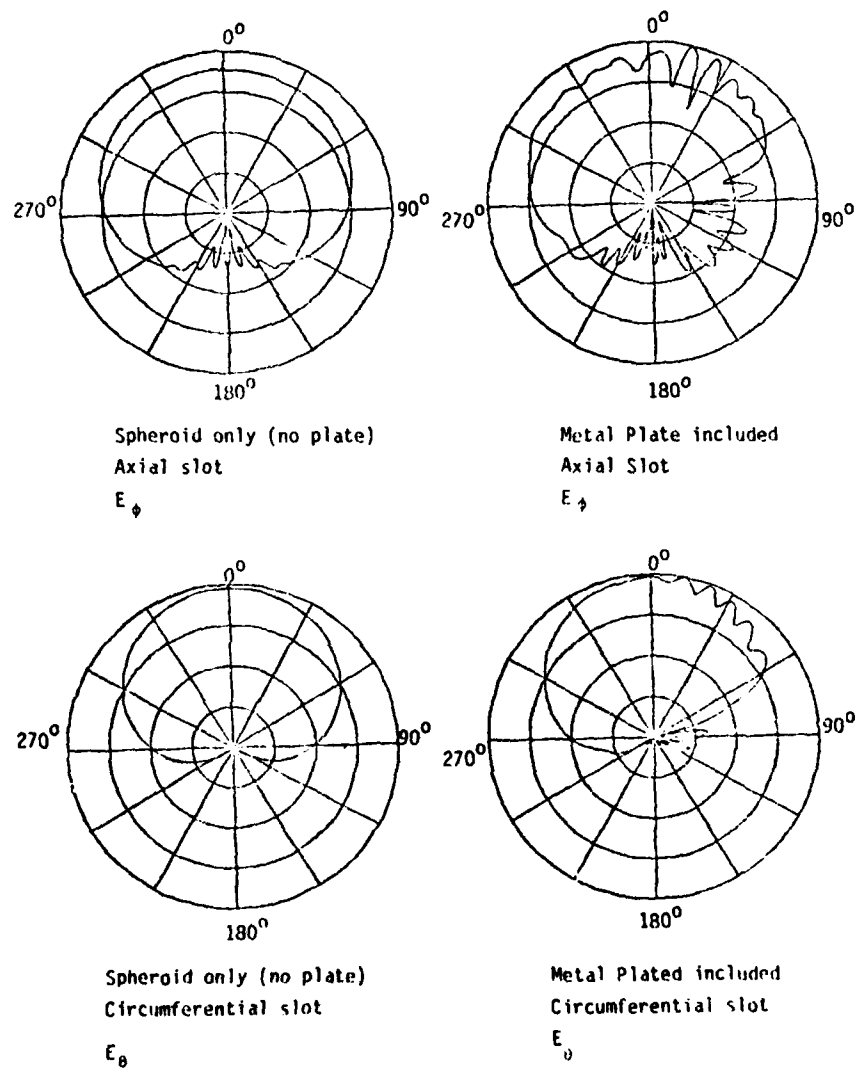 0°
0°
270°
90°
270°
90°
180°
180°
Spheroid only (no plate)
Axial slot
E ϕ
Metal Plate included
Axial Slot
E ϕ
0°
0°
270°
90°
270°
90°
180°
180°
Spheroid only (no plate)
Circumferential slot
E θ
Metal Plated included
Circumferential slot
E θ